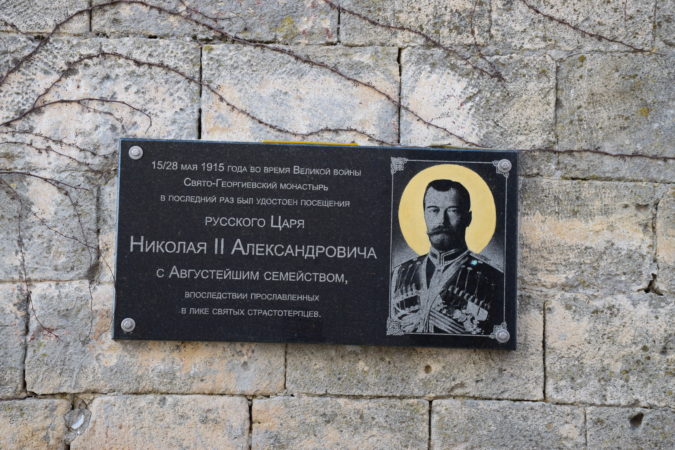 15/28 мая 1915 года во время Великой войны
Свято-Георгиевский монастырь
в последний раз был удостоен посещения
русского Царя
Николая II Александровича
с Августейшим семейством,
впоследствии прославленных
в лике святых страстотерпцев.